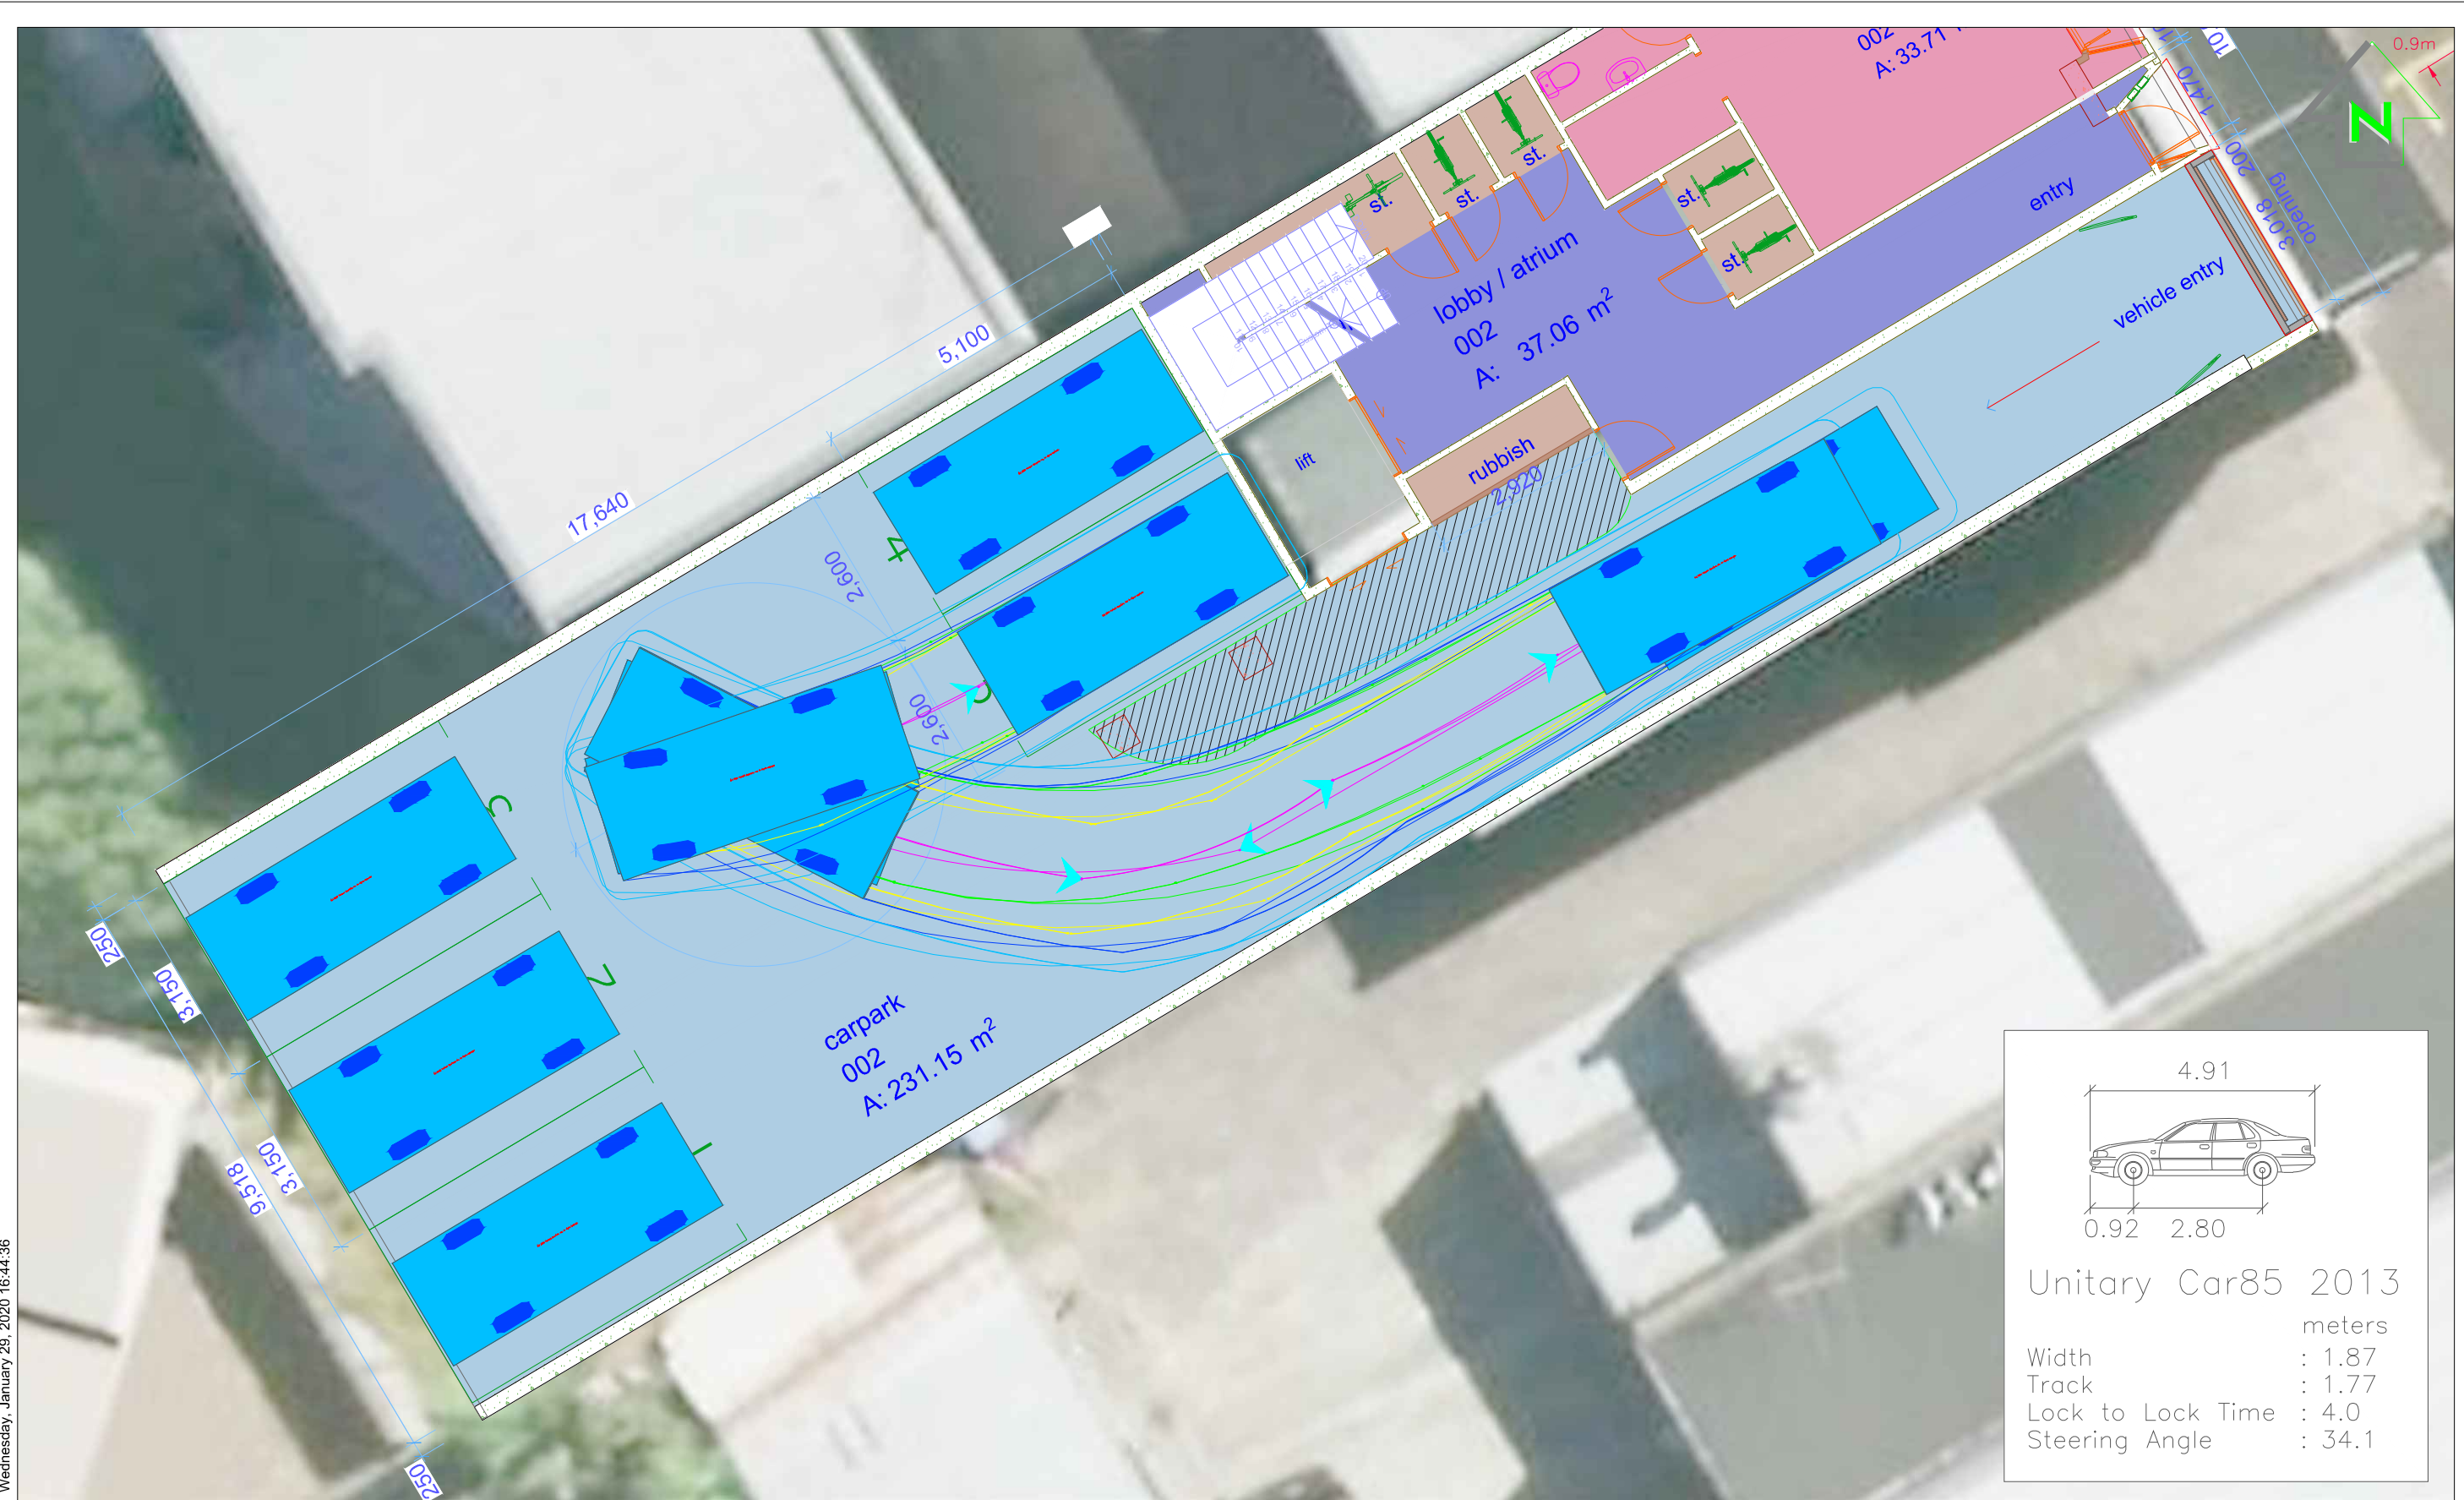 0.9m
002
A: 33.71
1,470
200
3,018
opening
entry
vehicle entry
st.
st.
st.
st.
st.
lobby / atrium
002
A: 37.06 m²
lift
rubbish
2,920
5,100
17,640
2,600
2,600
4
3
2
1
250
3,150
3,150
9,518
250
carpark
002
A: 231.15 m²
N
4.91
0.92 2.80
Unitary Car85 2013
meters
Width : 1.87
Track : 1.77
Lock to Lock Time : 4.0
Steering Angle : 34.1
Wednesday, January 29, 2020 16:44:36